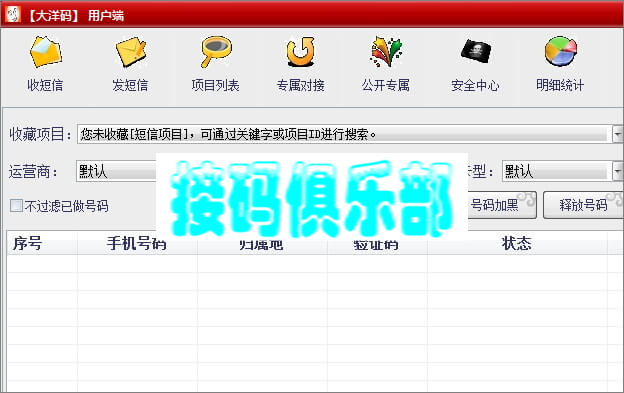 【大洋码】 用户端
收短信 发短信 项目列表 专属对接 公开专属 安全中心 明细统计
收藏项目： 您未收藏[短信项目]，可通过关键字或项目ID进行搜索。
运营商： 默认 型： 默认
接码俱乐部
不过滤已做号码 号码加黑 释放号码
序号 手机号码 归属地 验证码 状态